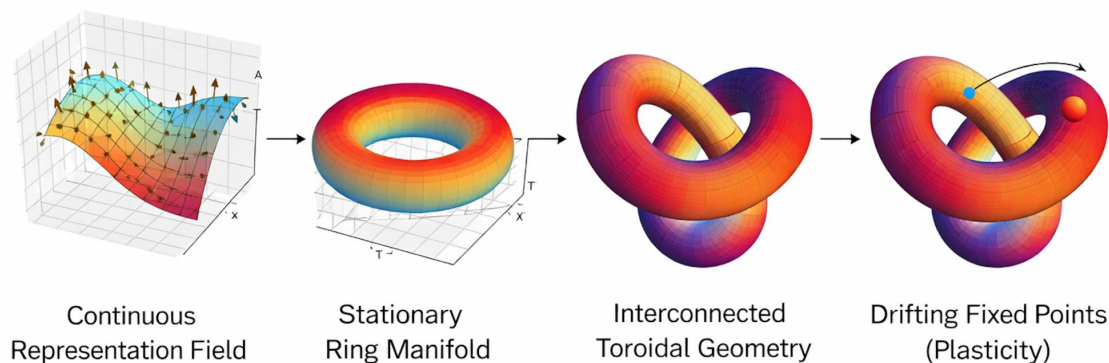 A
T
x
T
X
T
Continuous
Representation Field
Stationary
Ring Manifold
Interconnected
Toroidal Geometry
Drifting Fixed Points
(Plasticity)